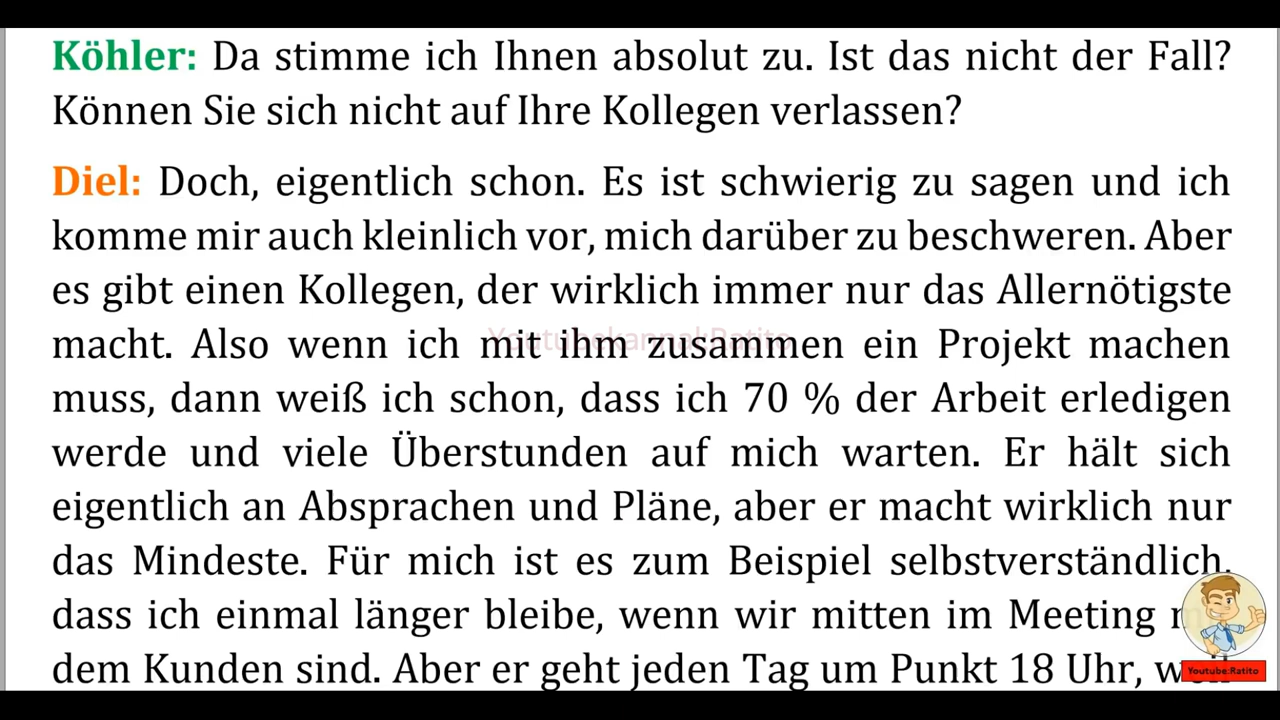 Köhler: Da stimme ich Ihnen absolut zu. Ist das nicht der Fall?
Können Sie sich nicht auf Ihre Kollegen verlassen?
Diel: Doch, eigentlich schon. Es ist schwierig zu sagen und ich
komme mir auch kleinlich vor, mich darüber zu beschweren. Aber
es gibt einen Kollegen, der wirklich immer nur das Allernötigste
macht. Also wenn ich mit ihm zusammen ein Projekt machen
muss, dann weiß ich schon, dass ich 70 % der Arbeit erledigen
werde und viele Überstunden auf mich warten. Er hält sich
eigentlich an Absprachen und Pläne, aber er macht wirklich nur
das Mindeste. Für mich ist es zum Beispiel selbstverständlich,
dass ich einmal länger bleibe, wenn wir mitten im Meeting
dem Kunden sind. Aber er geht jeden Tag um Punkt 18 Uhr,
Youtubekannal:Ratito
Youtube:Ratito